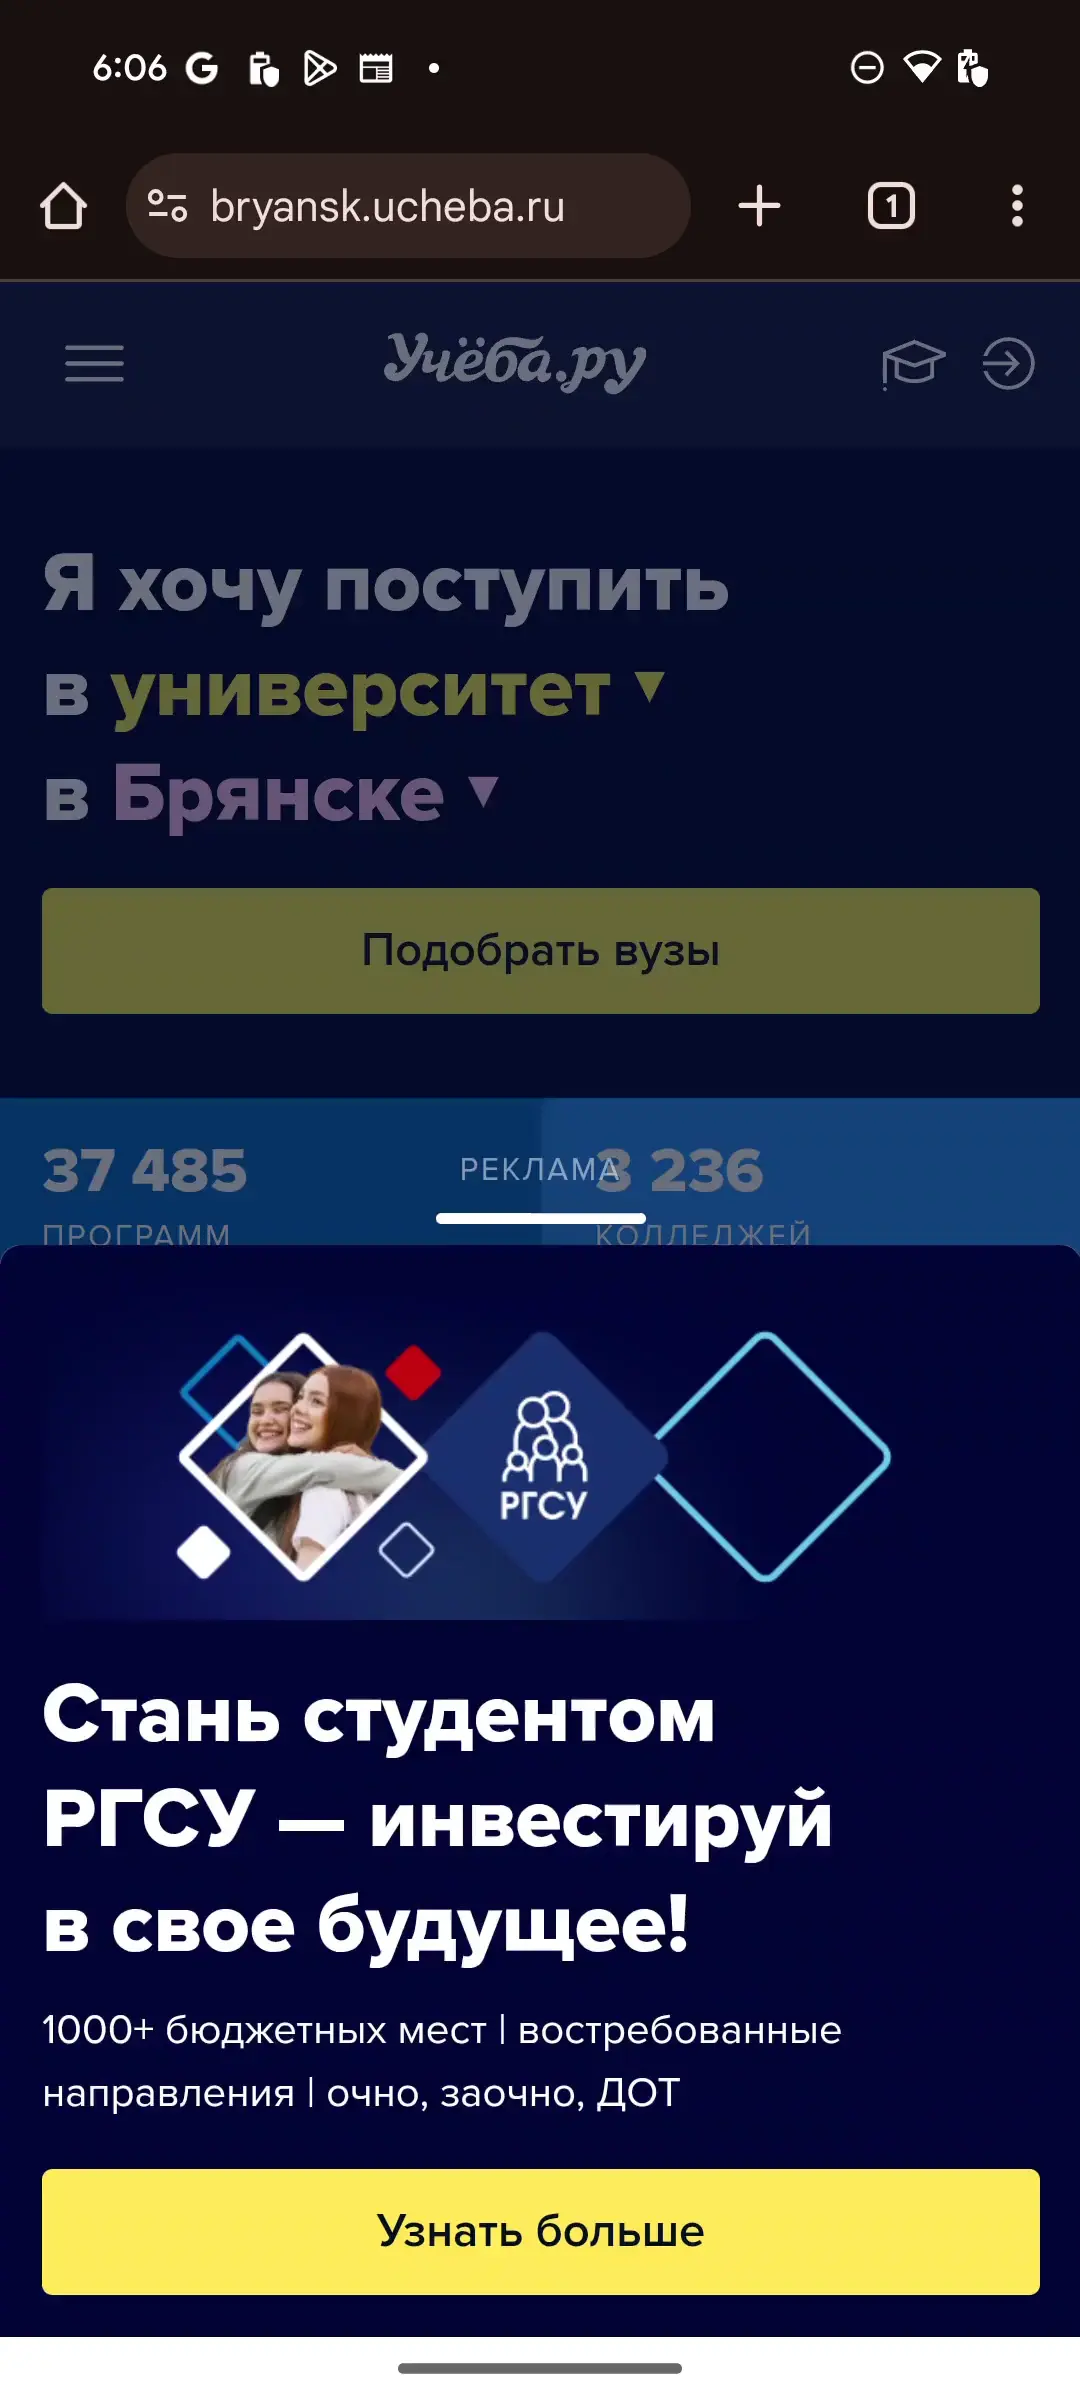 6:06
bryansk.ucheba.ru
1
Учёба.ру
Я хочу поступить
в университет ▼
в Брянске ▼
Подобрать вузы
37 485
ПРОГРАММ
РЕКЛАМА
3 236
КОЛЛЕДЖЕЙ
РГСУ
Стань студентом
РГСУ — инвестируй
в свое будущее!
1000+ бюджетных мест | востребованные
направления | очно, заочно, ДОТ
Узнать больше